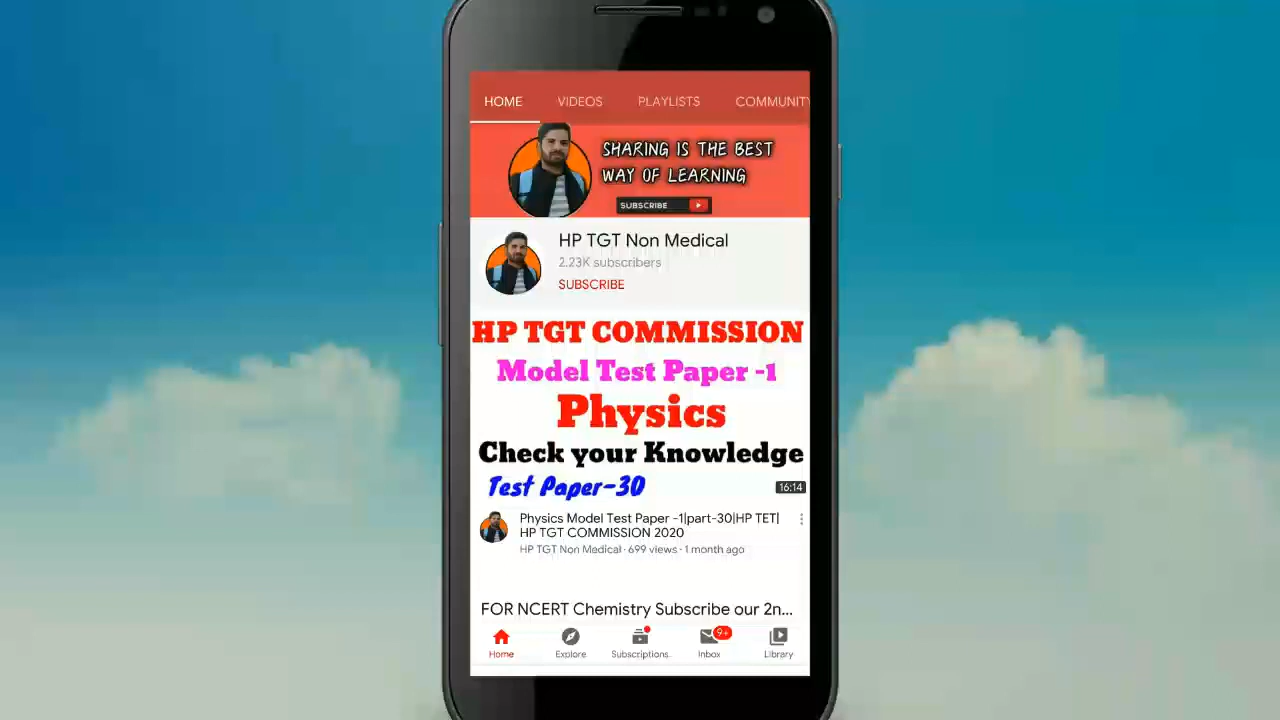 HOME VIDEOS PLAYLISTS COMMUNITY
SHARING IS THE BEST
WAY OF LEARNING
SUBSCRIBE
HP TGT Non Medical
2.23K subscribers
SUBSCRIBE
HP TGT COMMISSION
Model Test Paper -1
Physics
Check your Knowledge
Test Paper-30
16:14
Physics Model Test Paper -1|part-30|HP TET|
HP TGT COMMISSION 2020
HP TGT Non Medical · 699 views · 1 month ago
FOR NCERT Chemistry Subscribe our 2n...
9+
Home Explore Subscriptions Inbox Library